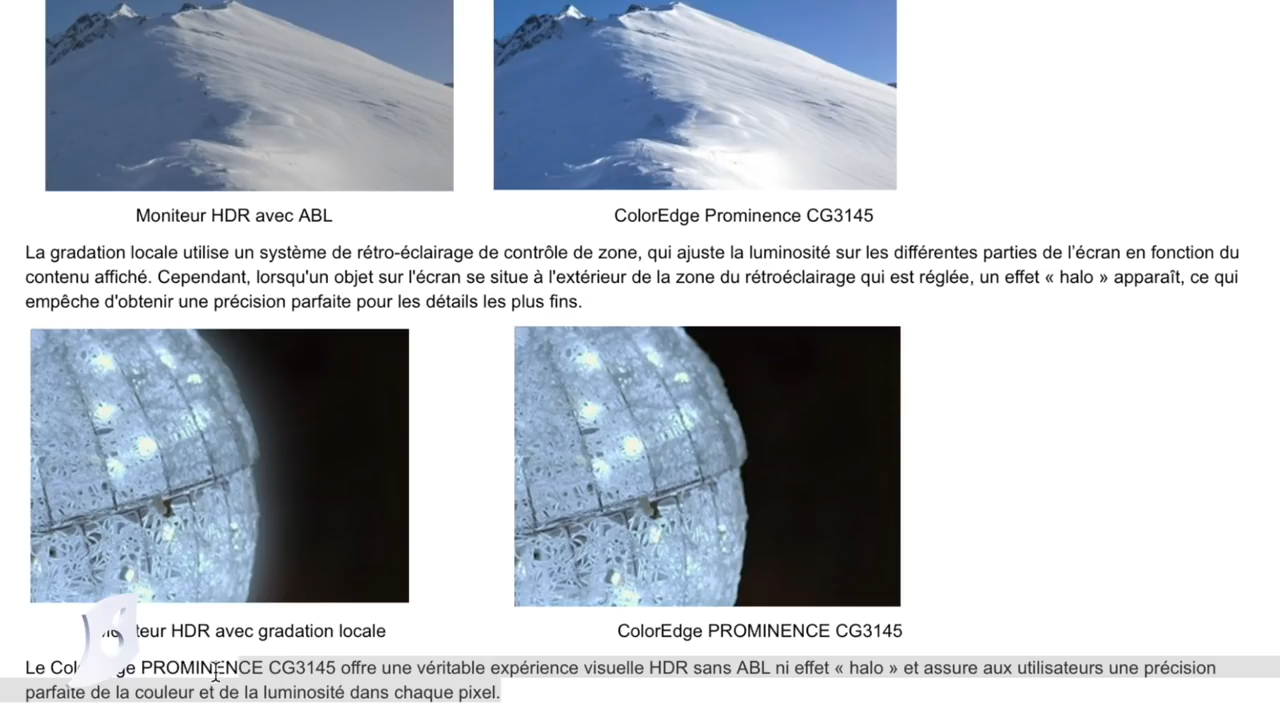 Moniteur HDR avec ABL
ColorEdge Prominence CG3145
La gradation locale utilise un système de rétro-éclairage de contrôle de zone, qui ajuste la luminosité sur les différentes parties de l’écran en fonction du
contenu affiché. Cependant, lorsqu'un objet sur l'écran se situe à l'extérieur de la zone du rétroéclairage qui est réglée, un effet « halo » apparaît, ce qui
empêche d'obtenir une précision parfaite pour les détails les plus fins.
Moniteur HDR avec gradation locale
ColorEdge PROMINENCE CG3145
Le ColorEdge PROMINENCE CG3145 offre une véritable expérience visuelle HDR sans ABL ni effet « halo » et assure aux utilisateurs une précision
parfaite de la couleur et de la luminosité dans chaque pixel.